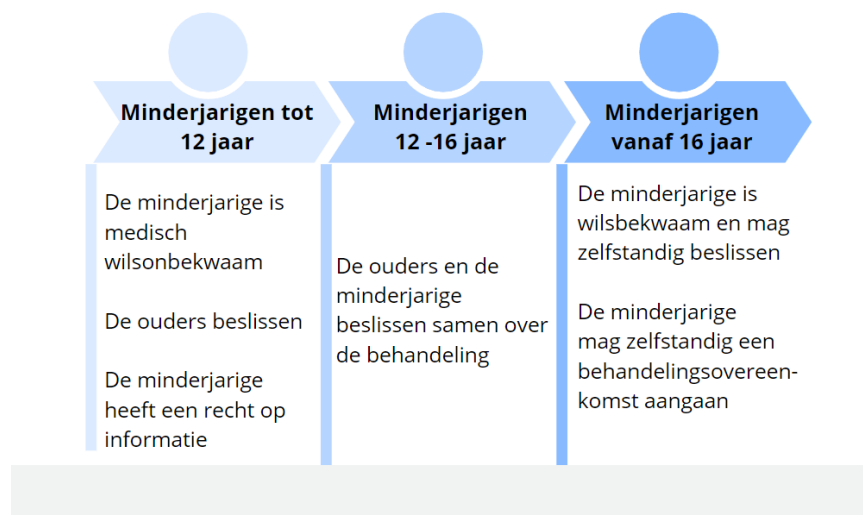 Minderjarigen tot
12 jaar
De minderjarige is
medisch
wilsonbekwaam
De ouders beslissen
De minderjarige
heeft een recht op
informatie
Minderjarigen
12 -16 jaar
De ouders en de
minderjarige
beslissen samen over
de behandeling
Minderjarigen
vanaf 16 jaar
De minderjarige is
wilsbekwaam en mag
zelfstandig beslissen
De minderjarige
mag zelfstandig een
behandelingsovereen-
komst aangaan